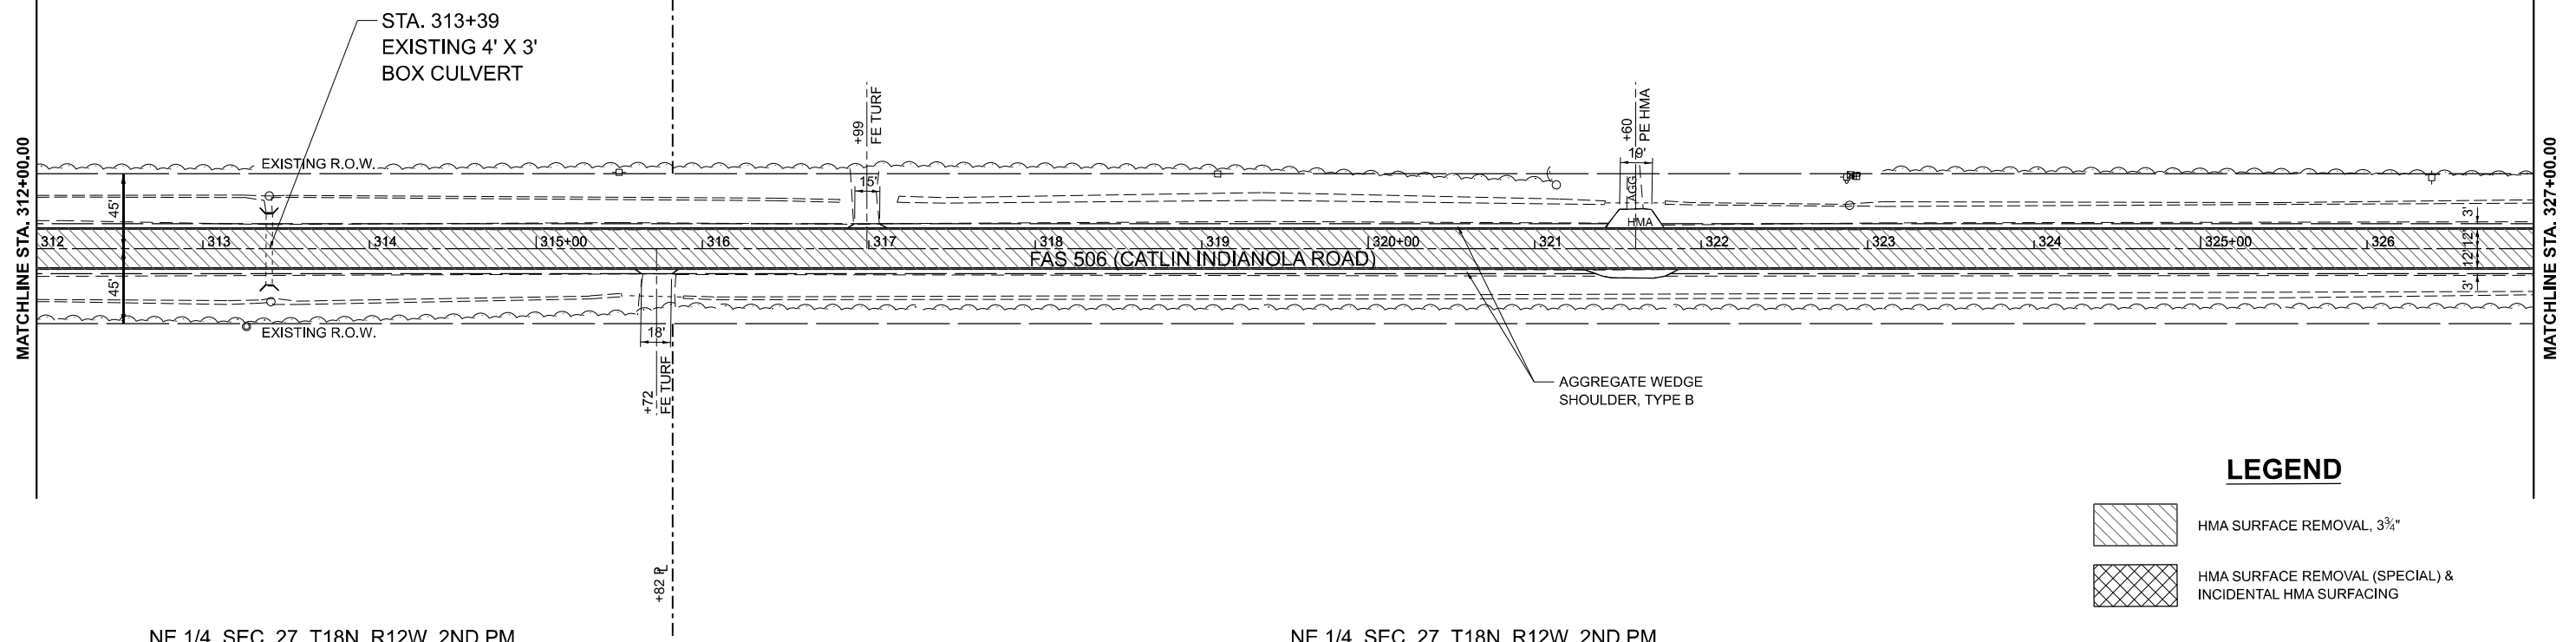 STA. 313+39
EXISTING 4' X 3'
BOX CULVERT
MATCHLINE STA. 312+00.00
MATCHLINE STA. 327+00.00
+99
FE TURF
+60
PE HMA
19'
15'
AGG
HMA
EXISTING R.O.W.
45'
45'
3'
12'
12'
3'
312
313
314
315+00
316
317
318
319
320+00
321
322
323
324
325+00
326
FAS 506 (CATLIN INDIANOLA ROAD)
EXISTING R.O.W.
18'
+72
FE TURF
AGGREGATE WEDGE
SHOULDER, TYPE B
+82 PL
LEGEND
HMA SURFACE REMOVAL, 3¾"
HMA SURFACE REMOVAL (SPECIAL) &
INCIDENTAL HMA SURFACING
NE 1/4, SEC. 27, T18N, R12W, 2ND PM
NE 1/4, SEC. 27, T18N, R12W, 2ND PM